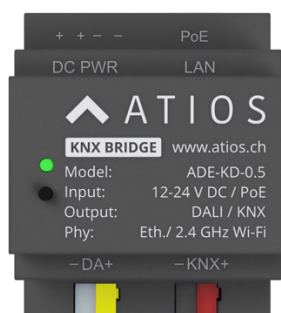 + + − − PoE
DC PWR LAN
ATIOS
KNX BRIDGE www.atios.ch
Model: ADE-KD-0.5
Input: 12-24 V DC / PoE
Output: DALI / KNX
Phy: Eth./ 2.4 GHz Wi-Fi
−DA+ −KNX+